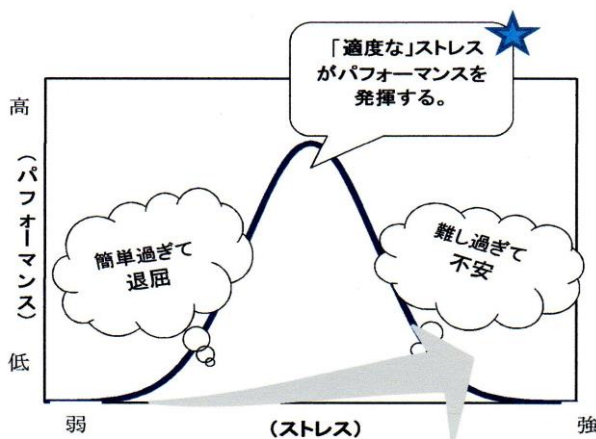 「適度な」ストレス
がパフォーマンスを
発揮する。
高
（パフォーマンス）
簡単過ぎて
退屈
難し過ぎて
不安
低
弱
（ストレス）
強